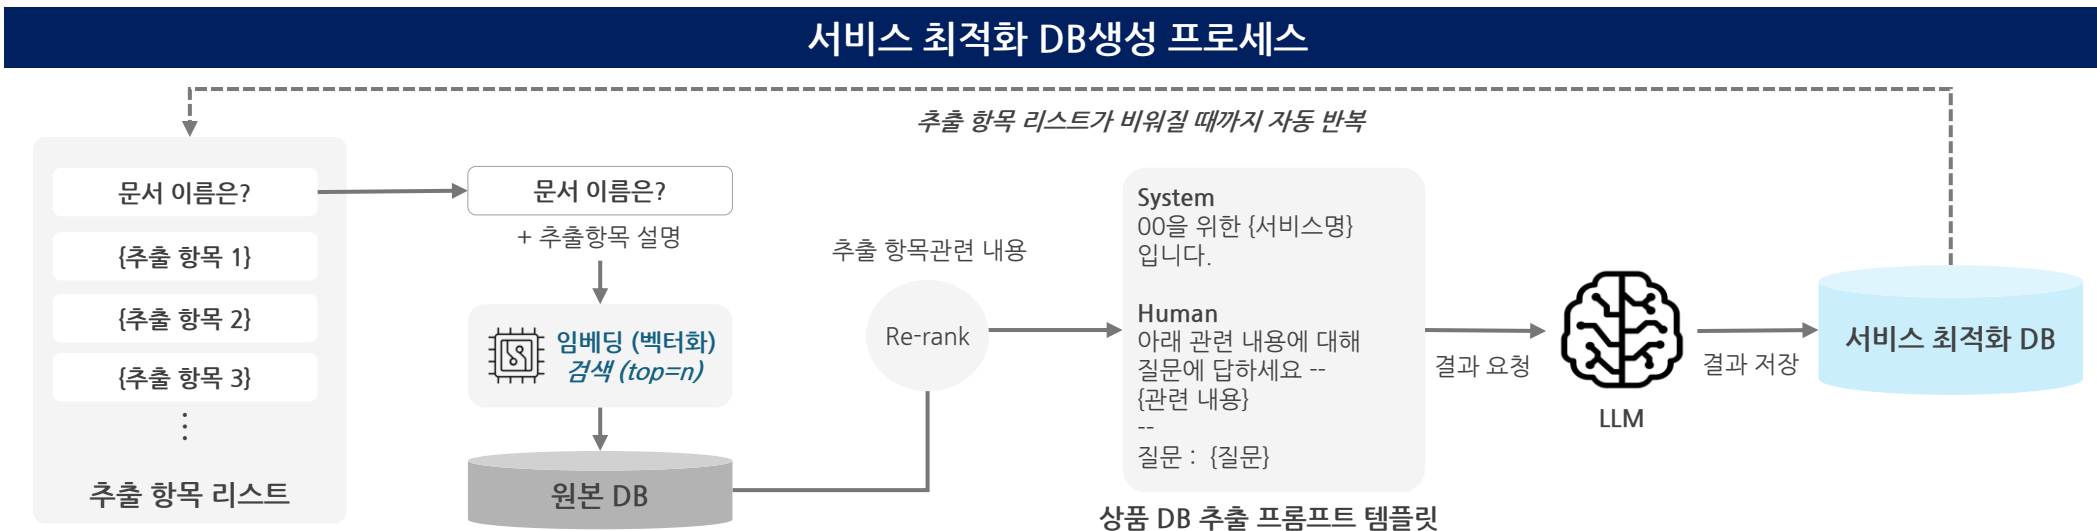 서비스 최적화 DB생성 프로세스
추출 항목 리스트가 비워질 때까지 자동 반복
문서 이름은?
{추출 항목 1}
{추출 항목 2}
{추출 항목 3}
⋮
추출 항목 리스트
문서 이름은?
+ 추출항목 설명
임베딩 (벡터화)
검색 (top=n)
원본 DB
추출 항목관련 내용
Re-rank
System
00을 위한 {서비스명}
입니다.
Human
아래 관련 내용에 대해
질문에 답하세요 --
{관련 내용}
--
질문 : {질문}
상품 DB 추출 프롬프트 템플릿
결과 요청
LLM
결과 저장
서비스 최적화 DB